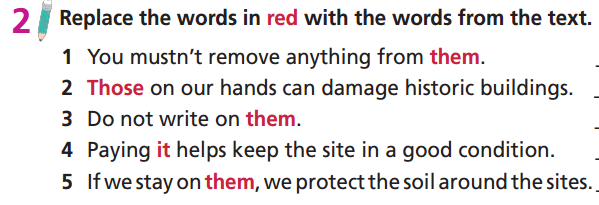 2 Replace the words in red with the words from the text.
1 You mustn't remove anything from them.
2 Those on our hands can damage historic buildings.
3 Do not write on them.
4 Paying it helps keep the site in a good condition.
5 If we stay on them, we protect the soil around the sites.